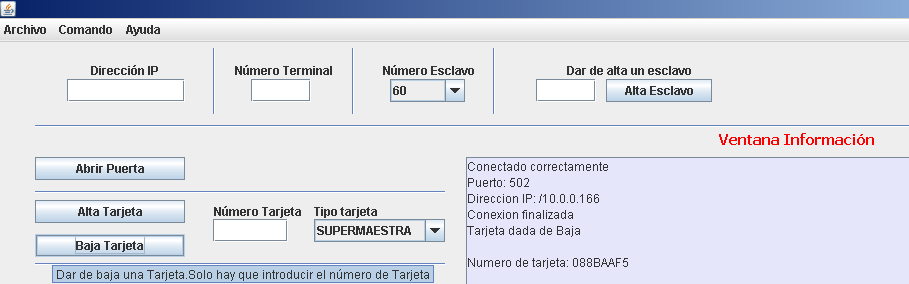 Archivo Comando Ayuda
Dirección IP Número Terminal Número Esclavo Dar de alta un esclavo
60 Alta Esclavo
Ventana Información
Abrir Puerta
Alta Tarjeta Número Tarjeta Tipo tarjeta
SUPERMAESTRA
Baja Tarjeta
Dar de baja una Tarjeta.Solo hay que introducir el número de Tarjeta
Conectado correctamente
Puerto: 502
Direccion IP: /10.0.0.166
Conexion finalizada
Tarjeta dada de Baja
Numero de tarjeta: 088BAAF5